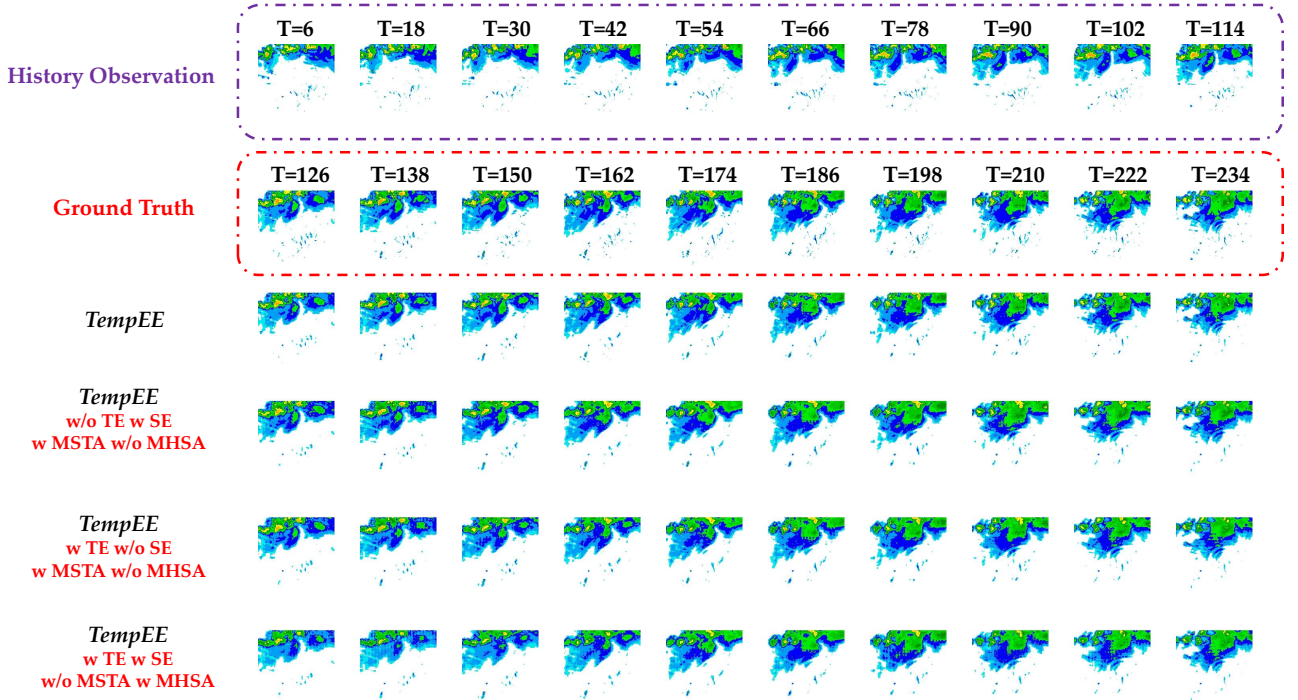 T=6 T=18 T=30 T=42 T=54 T=66 T=78 T=90 T=102 T=114
History Observation
T=126 T=138 T=150 T=162 T=174 T=186 T=198 T=210 T=222 T=234
Ground Truth
TempEE
TempEE
w/o TE w SE
w MSTA w/o MHSA
TempEE
w TE w/o SE
w MSTA w/o MHSA
TempEE
w TE w SE
w/o MSTA w MHSA